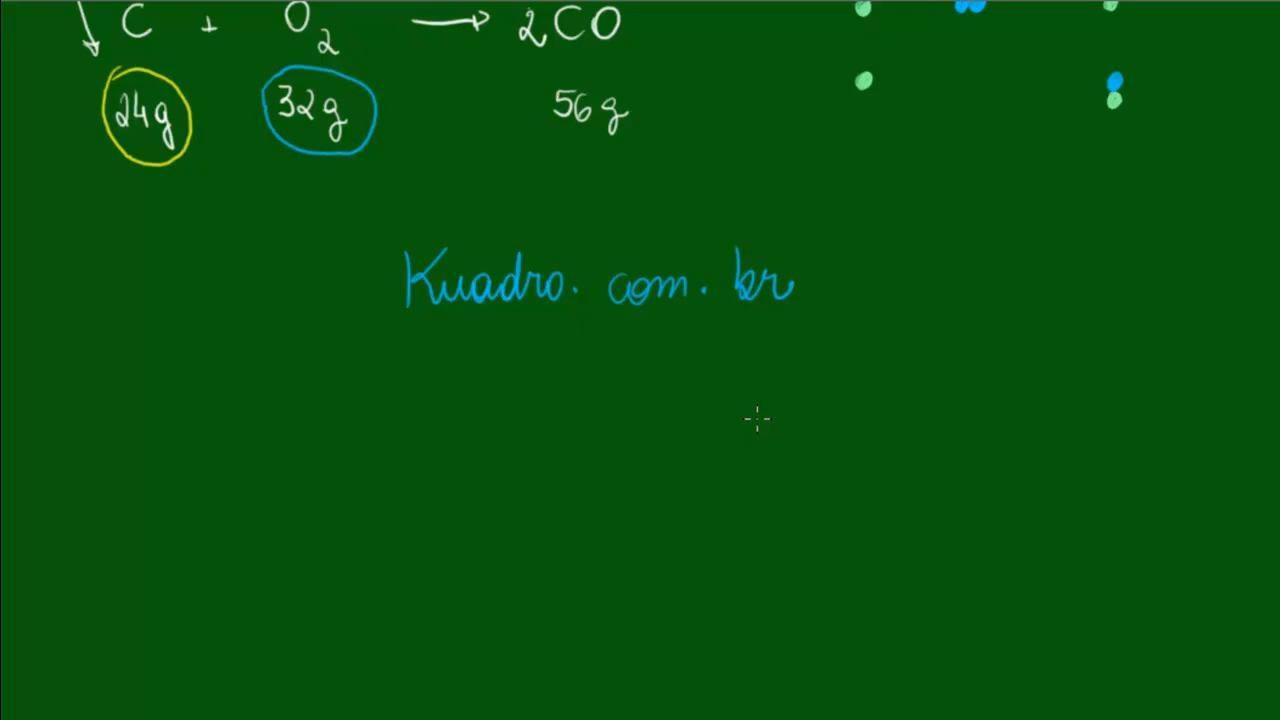 C + O2 → 2CO
24g 32g 56g
Kuadro.com.br